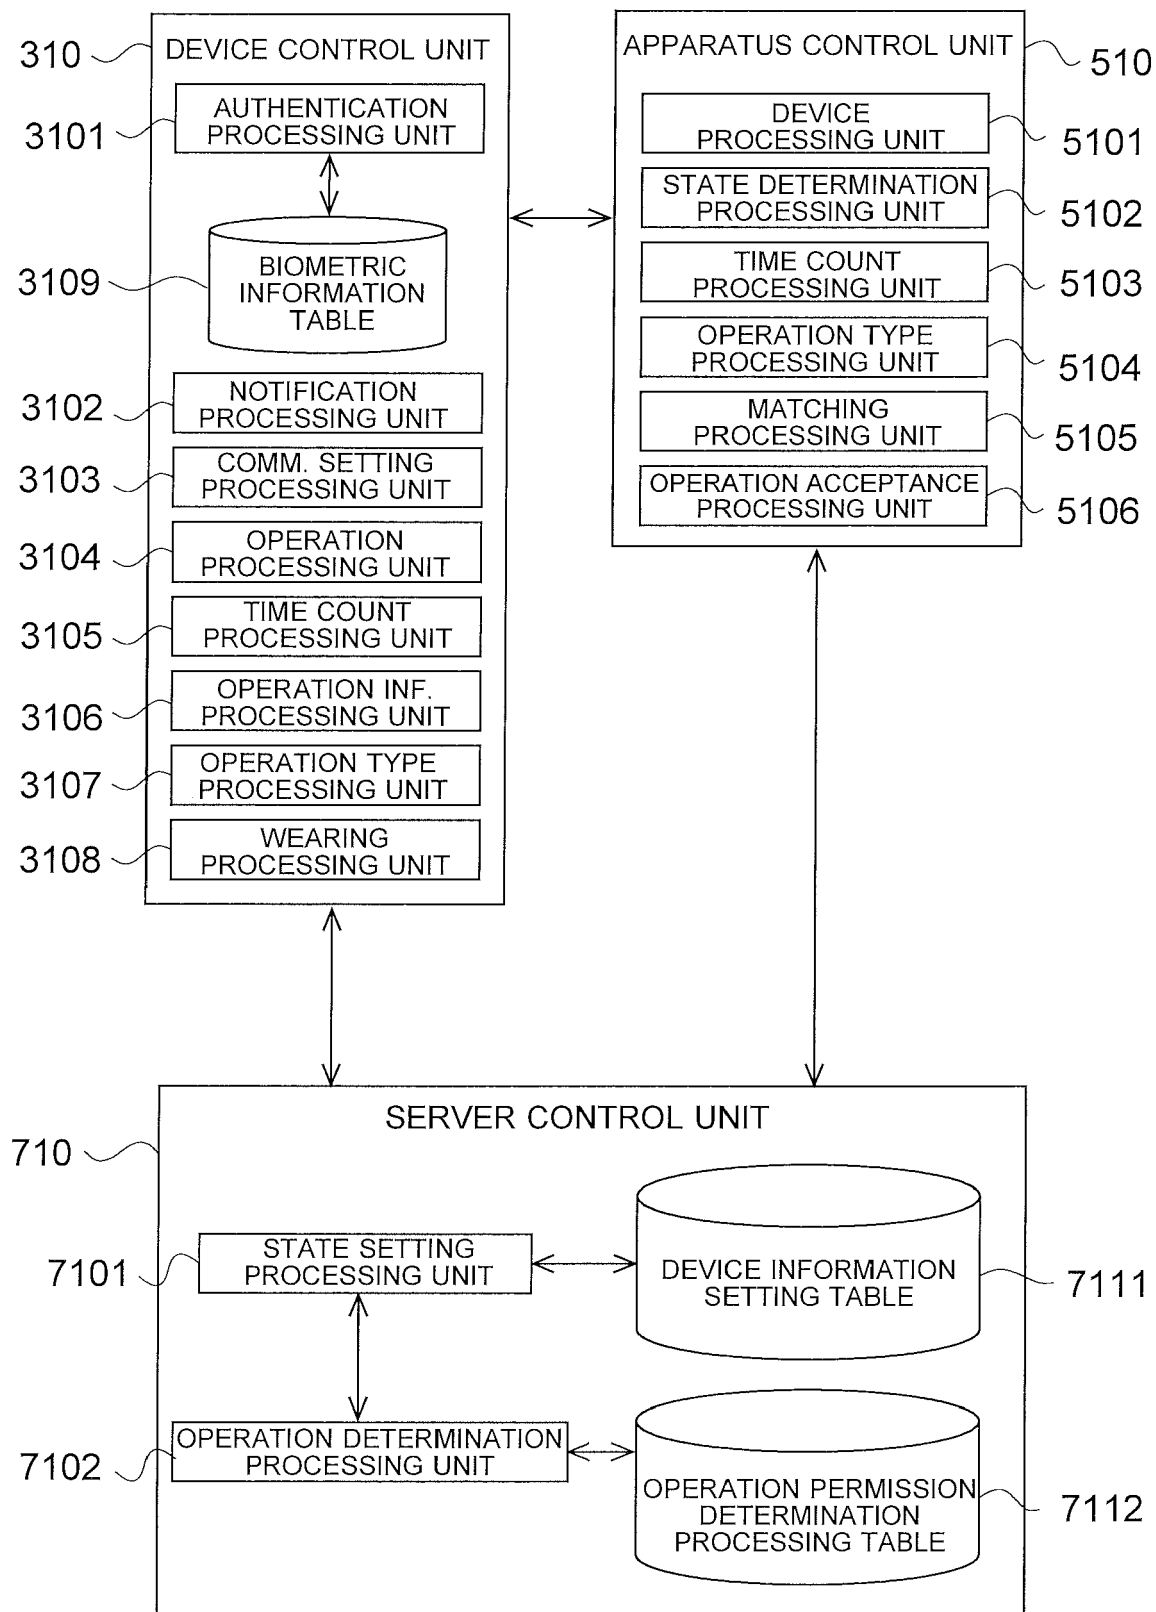 310
DEVICE CONTROL UNIT
3101
AUTHENTICATION
PROCESSING UNIT
3109
BIOMETRIC
INFORMATION
TABLE
3102
NOTIFICATION
PROCESSING UNIT
3103
COMM. SETTING
PROCESSING UNIT
3104
OPERATION
PROCESSING UNIT
3105
TIME COUNT
PROCESSING UNIT
3106
OPERATION INF.
PROCESSING UNIT
3107
OPERATION TYPE
PROCESSING UNIT
3108
WEARING
PROCESSING UNIT
APPARATUS CONTROL UNIT
510
DEVICE
PROCESSING UNIT
5101
STATE DETERMINATION
PROCESSING UNIT
5102
TIME COUNT
PROCESSING UNIT
5103
OPERATION TYPE
PROCESSING UNIT
5104
MATCHING
PROCESSING UNIT
5105
OPERATION ACCEPTANCE
PROCESSING UNIT
5106
SERVER CONTROL UNIT
710
7101
STATE SETTING
PROCESSING UNIT
DEVICE INFORMATION
SETTING TABLE
7111
7102
OPERATION DETERMINATION
PROCESSING UNIT
OPERATION PERMISSION
DETERMINATION
PROCESSING TABLE
7112